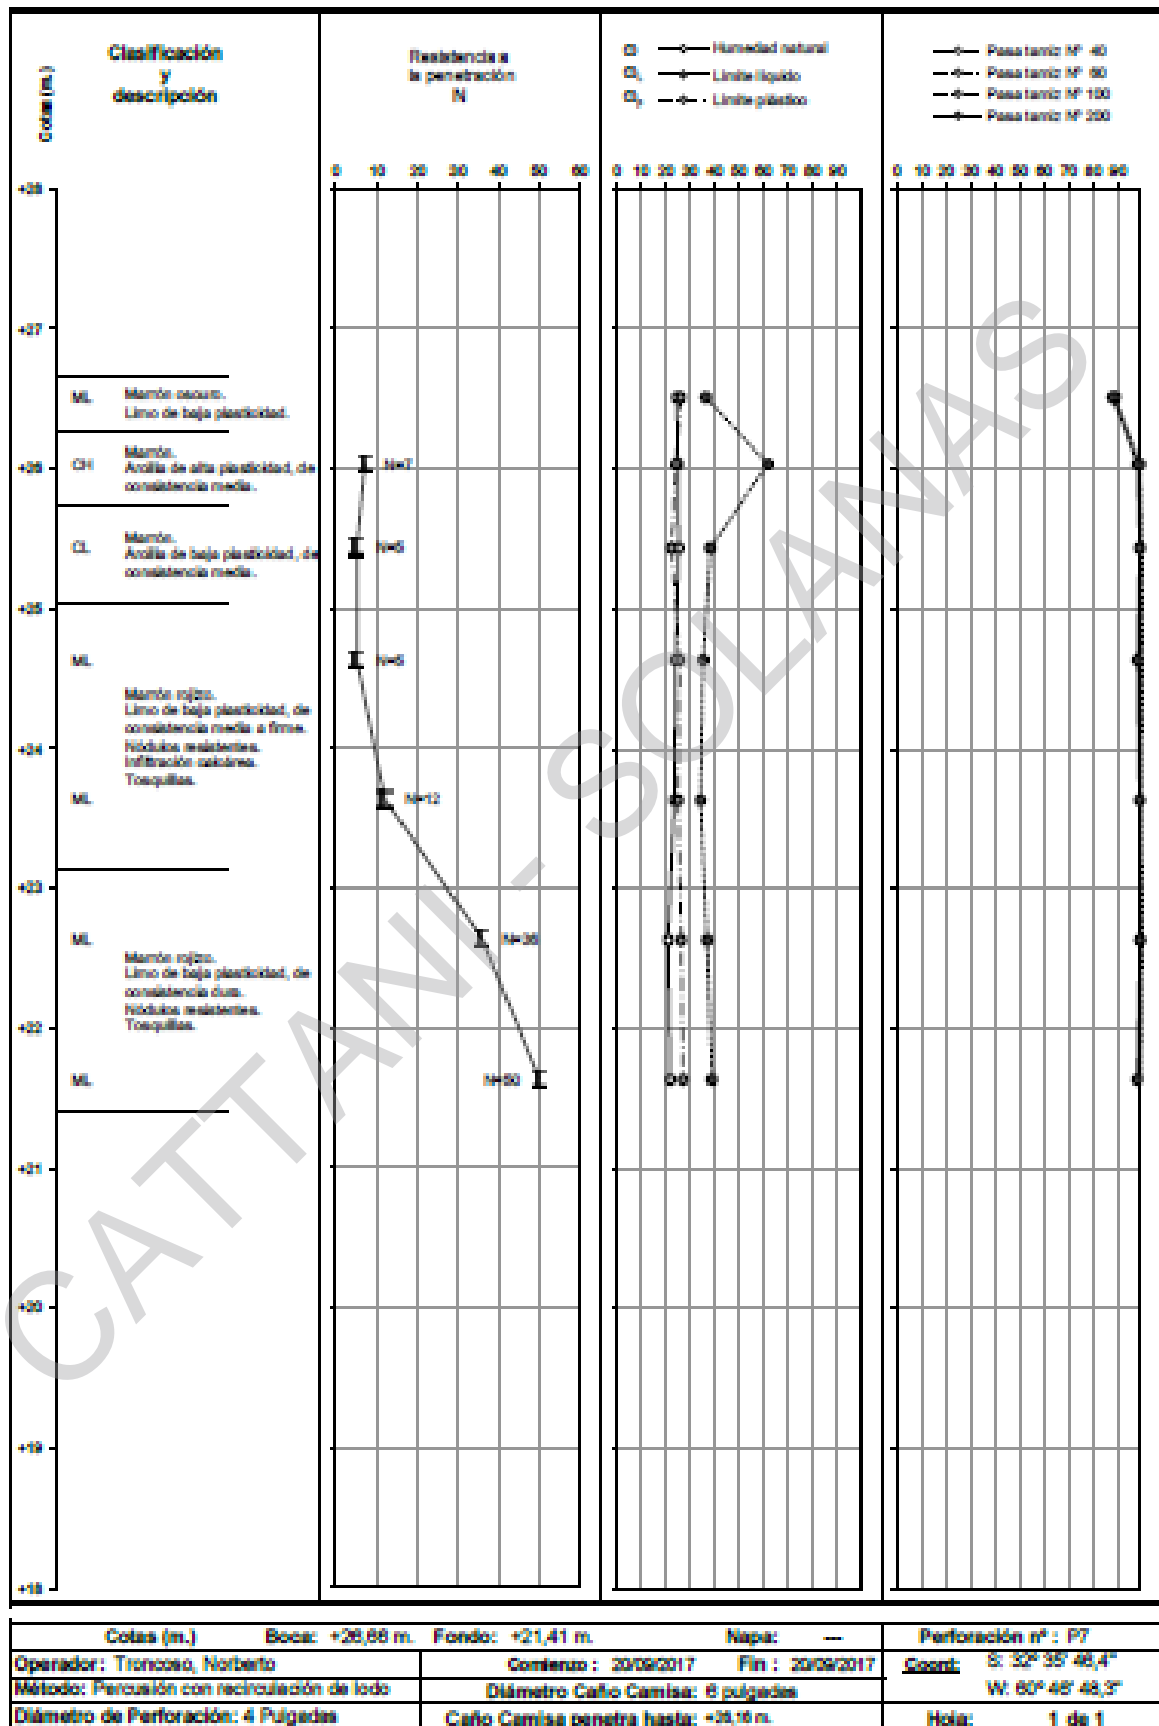 Clasificación
y
descripción
Cotas (m.)
Resistencia a
la penetración
N
Humedad natural
Límite líquido
Límite plástico
Pasa tamiz Nº 40
Pasa tamiz Nº 60
Pasa tamiz Nº 100
Pasa tamiz Nº 200
0 10 20 30 40 50 60
0 10 20 30 40 50 60 70 80 90
0 10 20 30 40 50 60 70 80 90
+28
+27
ML Marrón oscuro.
Limo de baja plasticidad.
+26
CH Marrón.
Arcilla de alta plasticidad, de
consistencia media.
N=7
CL Marrón.
Arcilla de baja plasticidad, de
consistencia media.
N=5
+25
ML
N=5
Marrón rojizo.
Limo de baja plasticidad, de
consistencia media a firme.
Nódulos resistentes.
Infiltración calcárea.
Tosquillas.
+24
ML
N=12
+23
ML
N=36
Marrón rojizo.
Limo de baja plasticidad, de
consistencia dura.
Nódulos resistentes.
Tosquillas.
+22
ML
N=50
+21
+20
+19
+18
CATTANI - SOLANAS
Cotas (m.) Boca: +26,66 m. Fondo: +21,41 m. Napa: --- Perforación nº : P7
Operador: Troncoso, Norberto Comienzo : 20/09/2017 Fin : 20/09/2017 Coord: S: 32º 35' 46,4"
Método: Percusión con recirculación de lodo Diámetro Caño Camisa: 6 pulgadas W: 60º 46' 48,3"
Diámetro de Perforación: 4 Pulgadas Caño Camisa penetra hasta: Hoja: 1 de 1